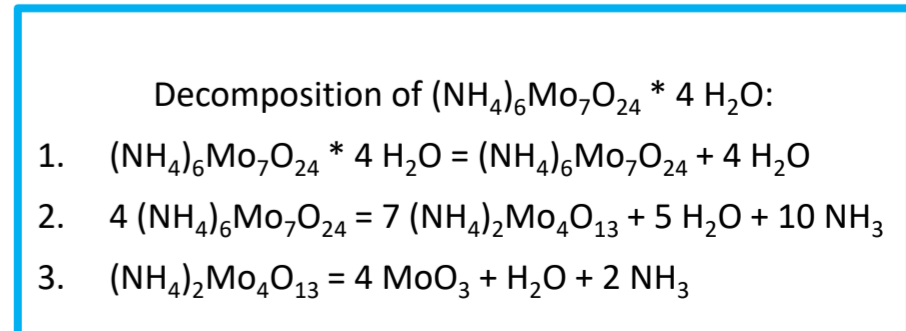 Decomposition of (NH₄)₆Mo₇O₂₄ * 4 H₂O:
1. (NH₄)₆Mo₇O₂₄ * 4 H₂O = (NH₄)₆Mo₇O₂₄ + 4 H₂O
2. 4 (NH₄)₆Mo₇O₂₄ = 7 (NH₄)₂Mo₄O₁₃ + 5 H₂O + 10 NH₃
3. (NH₄)₂Mo₄O₁₃ = 4 MoO₃ + H₂O + 2 NH₃